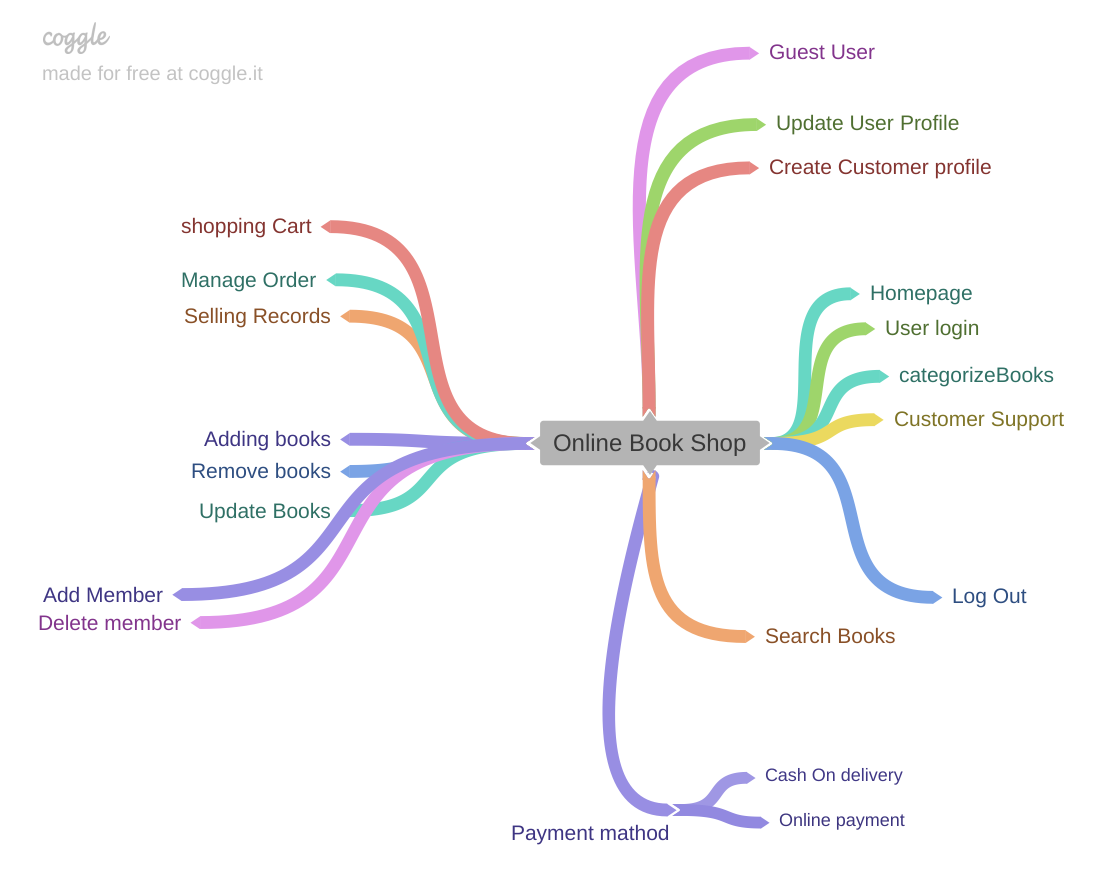 coggle
made for free at coggle.it
Guest User
Update User Profile
Create Customer profile
shopping Cart
Manage Order
Selling Records
Homepage
User login
categorizeBooks
Customer Support
Adding books
Remove books
Update Books
Online Book Shop
Add Member
Delete member
Log Out
Search Books
Cash On delivery
Online payment
Payment mathod